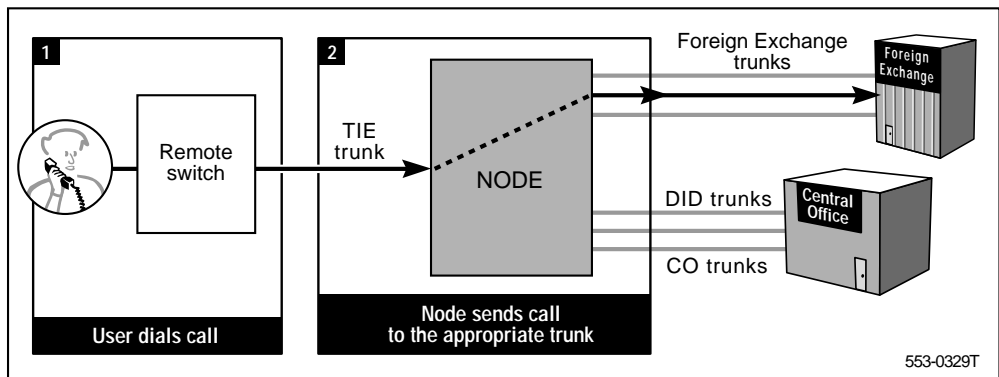 1
2
Foreign Exchange
trunks
Foreign
Exchange
Remote
switch
TIE
trunk
NODE
DID trunks
CO trunks
Central
Office
User dials call
Node sends call
to the appropriate trunk
553-0329T